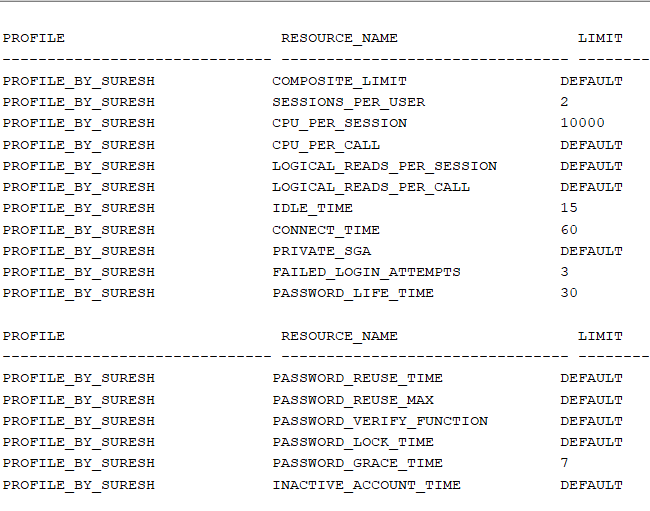 PROFILE RESOURCE_NAME LIMIT
------------------------------ -------------------------------- --------
PROFILE_BY_SURESH COMPOSITE_LIMIT DEFAULT
PROFILE_BY_SURESH SESSIONS_PER_USER 2
PROFILE_BY_SURESH CPU_PER_SESSION 10000
PROFILE_BY_SURESH CPU_PER_CALL DEFAULT
PROFILE_BY_SURESH LOGICAL_READS_PER_SESSION DEFAULT
PROFILE_BY_SURESH LOGICAL_READS_PER_CALL DEFAULT
PROFILE_BY_SURESH IDLE_TIME 15
PROFILE_BY_SURESH CONNECT_TIME 60
PROFILE_BY_SURESH PRIVATE_SGA DEFAULT
PROFILE_BY_SURESH FAILED_LOGIN_ATTEMPTS 3
PROFILE_BY_SURESH PASSWORD_LIFE_TIME 30
PROFILE RESOURCE_NAME LIMIT
------------------------------ -------------------------------- --------
PROFILE_BY_SURESH PASSWORD_REUSE_TIME DEFAULT
PROFILE_BY_SURESH PASSWORD_REUSE_MAX DEFAULT
PROFILE_BY_SURESH PASSWORD_VERIFY_FUNCTION DEFAULT
PROFILE_BY_SURESH PASSWORD_LOCK_TIME DEFAULT
PROFILE_BY_SURESH PASSWORD_GRACE_TIME 7
PROFILE_BY_SURESH INACTIVE_ACCOUNT_TIME DEFAULT